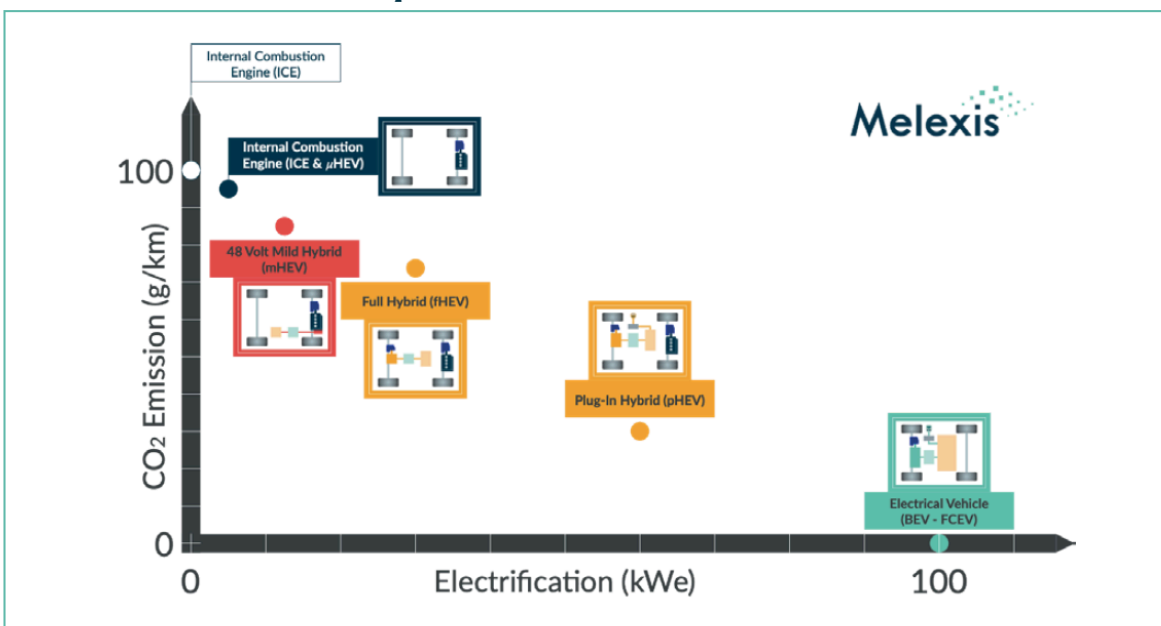 Internal Combustion
Engine (ICE)
Melexis
Internal Combustion
Engine (ICE & μHEV)
100
48 Volt Mild Hybrid
(mHEV)
Full Hybrid (fHEV)
Plug-In Hybrid (pHEV)
Electrical Vehicle
(BEV - FCEV)
CO2 Emission (g/km)
0
0
Electrification (kWe)
100